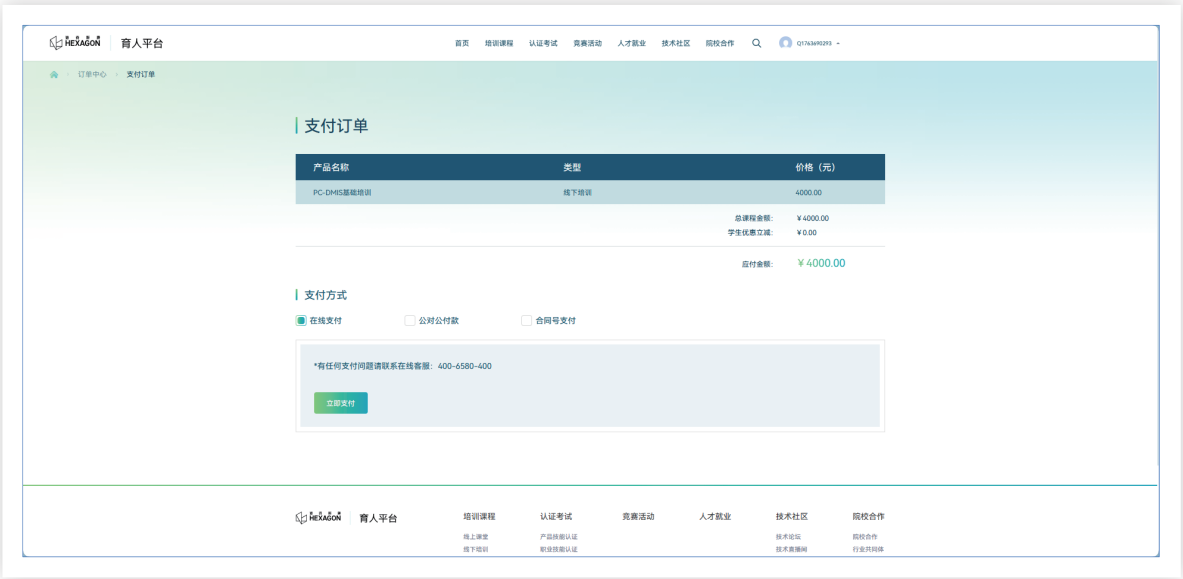 HEXAGON 育人平台 首页 培训课程 认证考试 竞赛活动 人才就业 技术社区 院校合作 Q1763690293
订单中心 支付订单
支付订单
产品名称 类型 价格（元）
PC-DMIS基础培训 线下培训 4000.00
总课程金额: ¥4000.00
学生优惠立减: ¥0.00
应付金额: ¥4000.00
支付方式
在线支付 公对公付款 合同号支付
*有任何支付问题请联系在线客服：400-6580-400
立即支付
HEXAGON 育人平台 培训课程 认证考试 竞赛活动 人才就业 技术社区 院校合作
线上课堂 产品技能认证 技术论坛 院校合作
线下培训 职业技能认证 技术直播间 行业共同体